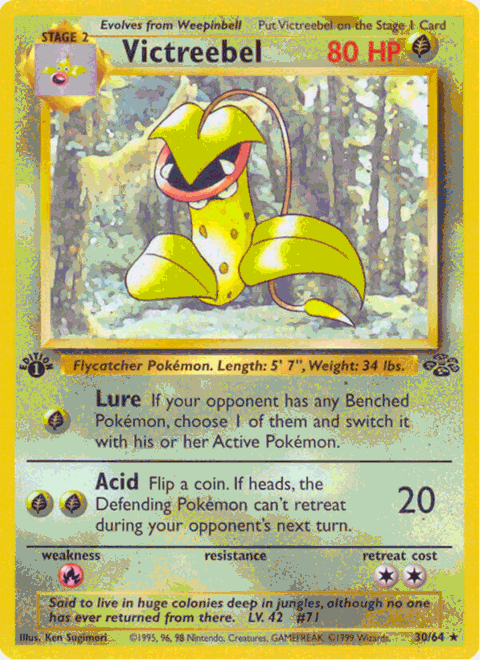 Evolves from Weepinbell Put Victreebel on the Stage 1 Card
STAGE 2
Victreebel 80 HP
EDITION
1
Flycatcher Pokémon. Length: 5' 7", Weight: 34 lbs.
Lure If your opponent has any Benched
Pokémon, choose 1 of them and switch it
with his or her Active Pokémon.
Acid Flip a coin. If heads, the
Defending Pokémon can't retreat
during your opponent's next turn.
20
weakness resistance retreat cost
Said to live in huge colonies deep in jungles, although no one
has ever returned from there. LV. 42 #71
Illus. Ken Sugimori ©1995, 96, 98 Nintendo, Creatures, GAMEFREAK. ©1999 Wizards. 30/64 ★